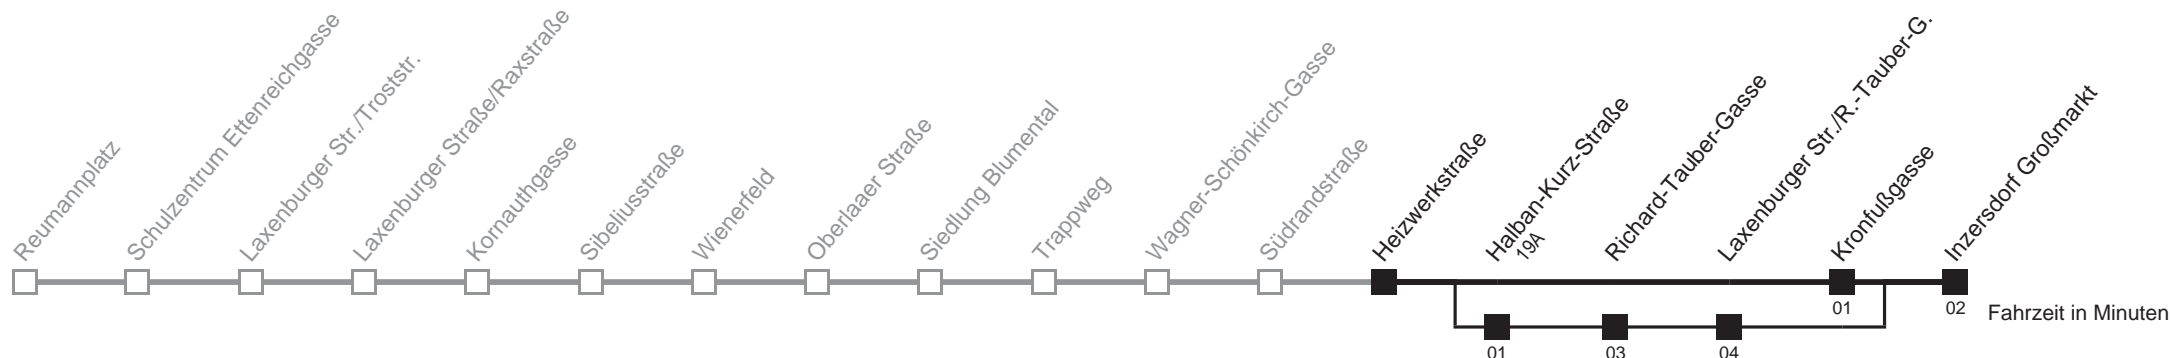 Reumannplatz
Schulzentrum Ettenreichgasse
Laxenburger Str./Troststr.
Laxenburger Straße/Raxstraße
Kornauthgasse
Sibeliusstraße
Wienerfeld
Oberlaaer Straße
Siedlung Blumental
Trappweg
Wagner-Schönkirch-Gasse
Südrandstraße
Heizwerkstraße
Halban-Kurz-Straße
19A
Richard-Tauber-Gasse
Laxenburger Str./R.-Tauber-G.
Kronfußgasse
Inzersdorf Großmarkt
01
02
Fahrzeit in Minuten
01
03
04